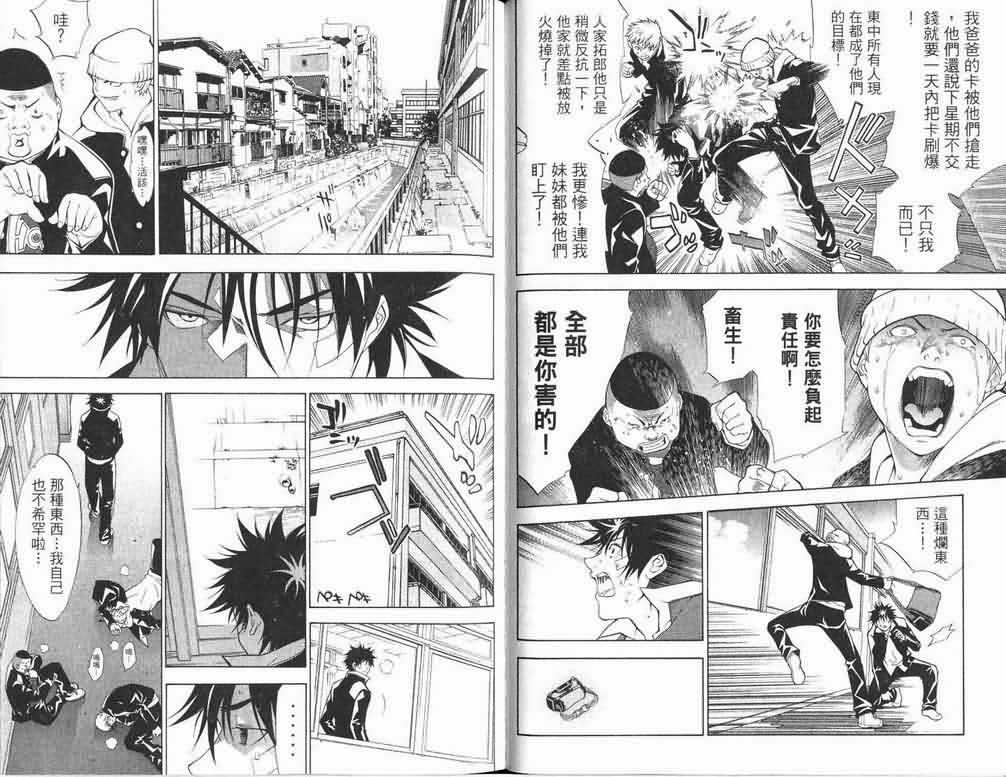 我爸爸的卡被他們搶走
，他們還說下星期不交
錢就要一天內把卡刷爆
！
不只我
而已！
東中所有人現
在都成了他們
的目標！
人家拓郎他只是
稍微反抗一下，
他家就差點被放
火燒掉了！
我更慘！連我
妹妹都被他們
盯上了！
你要怎麼負起
責任啊！
畜生！
全部
都是你害的！
這種爛東
西…！
哇？
嘿嘿…活該…
……
那種東西…我自己
也不希罕啦…
嗚
嗚嗚